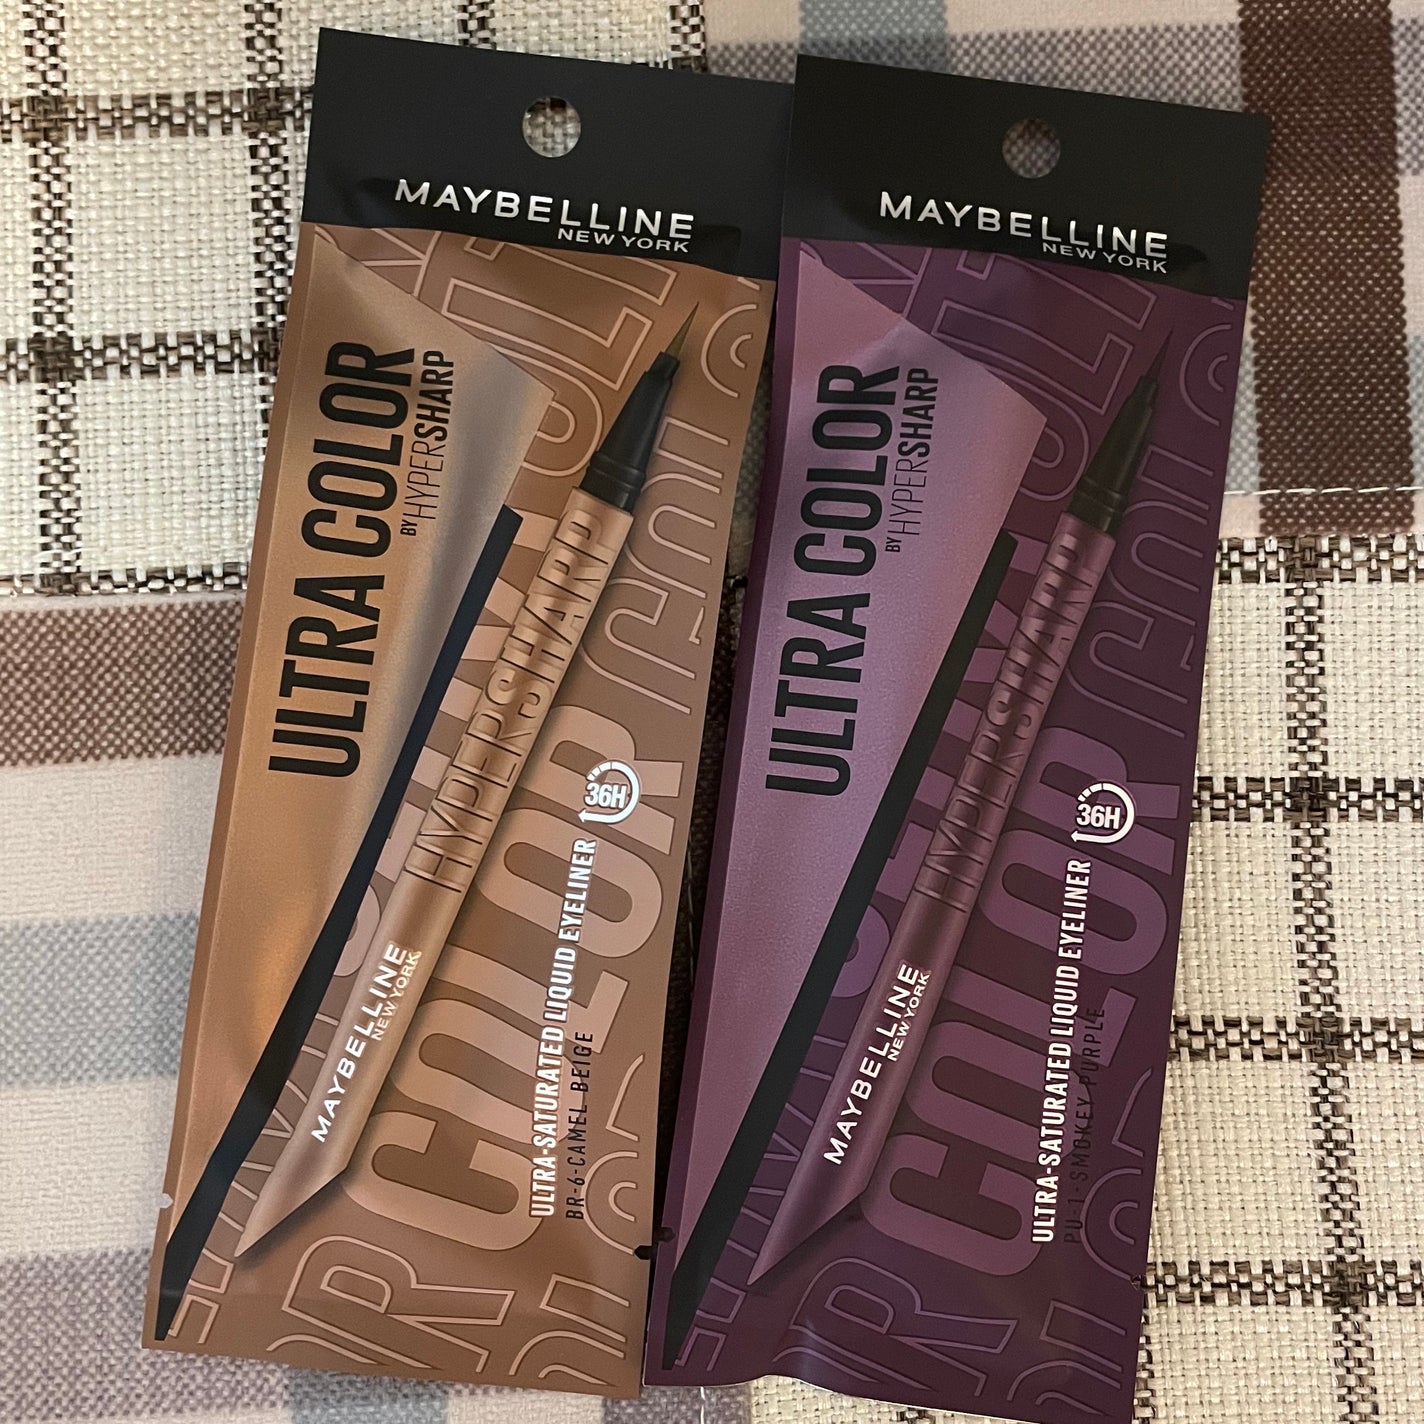 MAYBELLINE
NEW YORK
ULTRA COLOR
BY HYPERSHARP
HYPERSHARP
MAYBELLINE
NEW YORK
COLOR
36H
ULTRA-SATURATED LIQUID EYELINER
BR-6-CAMEL BEIGE
MAYBELLINE
NEW YORK
ULTRA COLOR
BY HYPERSHARP
HYPERSHARP
MAYBELLINE
NEW YORK
COLOR
36H
ULTRA-SATURATED LIQUID EYELINER
PU-1-SMOKEY PURPLE